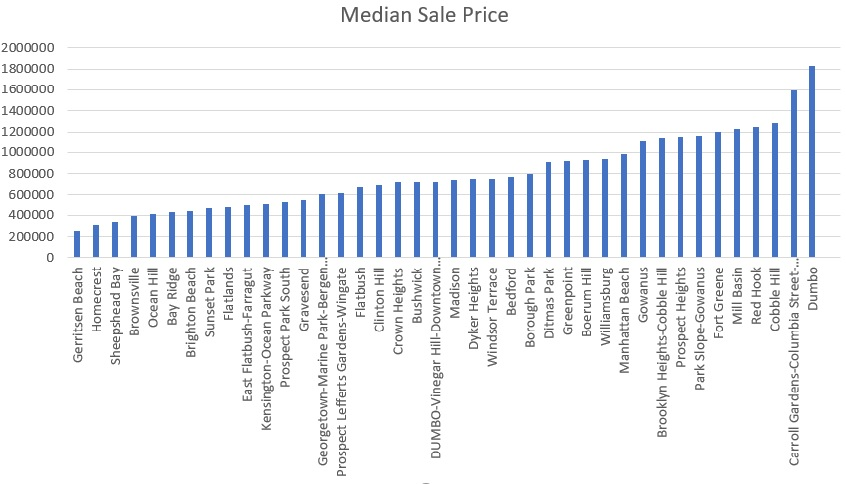 Median Sale Price
2000000
1800000
1600000
1400000
1200000
1000000
800000
600000
400000
200000
0
Gerritsen Beach
Homecrest
Sheepshead Bay
Brownsville
Ocean Hill
Bay Ridge
Brighton Beach
Sunset Park
Flatlands
East Flatbush-Farragut
Kensington-Ocean Parkway
Prospect Park South
Gravesend
Georgetown-Marine Park-Bergen...
Prospect Lefferts Gardens-Wingate
Flatbush
Clinton Hill
Crown Heights
Bushwick
DUMBO-Vinegar Hill-Downtown...
Madison
Dyker Heights
Windsor Terrace
Bedford
Borough Park
Ditmas Park
Greenpoint
Boerum Hill
Williamsburg
Manhattan Beach
Gowanus
Brooklyn Heights-Cobble Hill
Prospect Heights
Park Slope-Gowanus
Fort Greene
Mill Basin
Red Hook
Cobble Hill
Carroll Gardens-Columbia Street-...
Dumbo